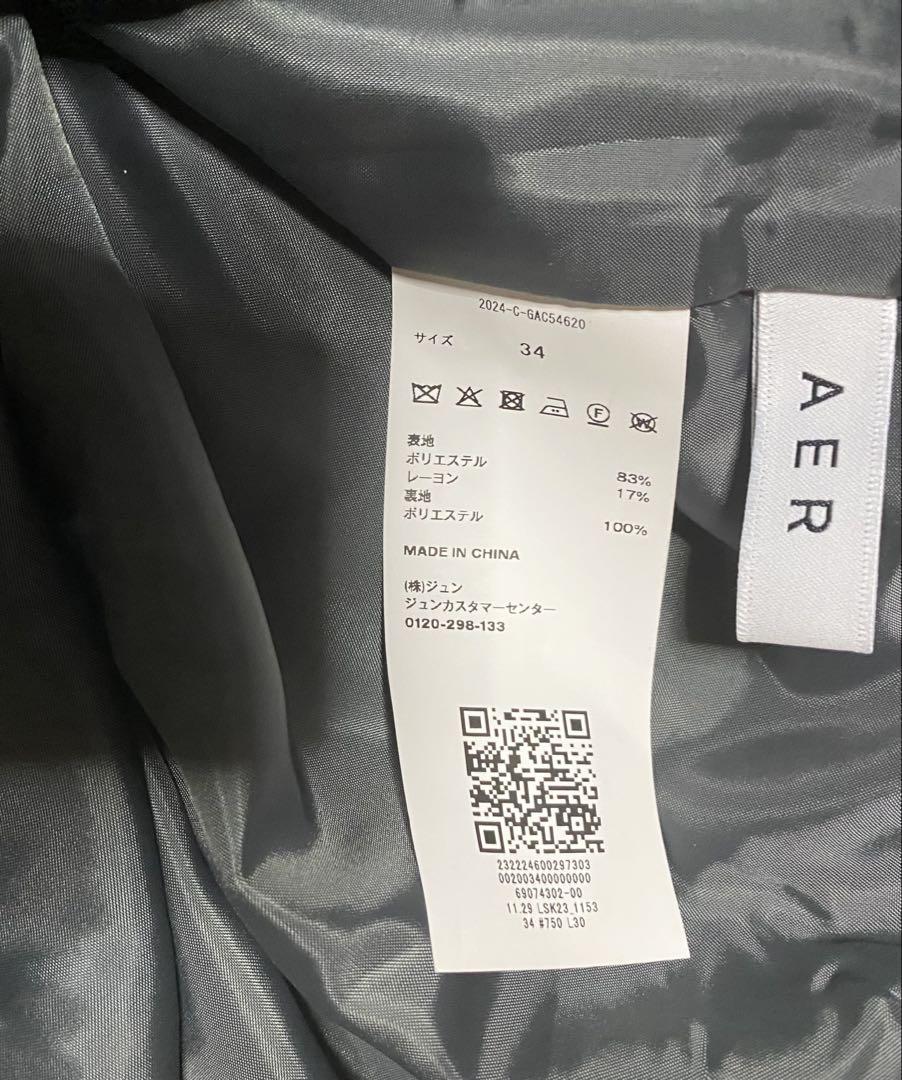 2024-C-GAC54620
サイズ 34
表地
ポリエステル 83%
レーヨン 17%
裏地
ポリエステル 100%
MADE IN CHINA
(株)ジュン
ジュンカスタマーセンター
0120-298-133
232224600297303
002003400000000
69074302-00
11.29 LSK23_1153
34 #750 L30
AER